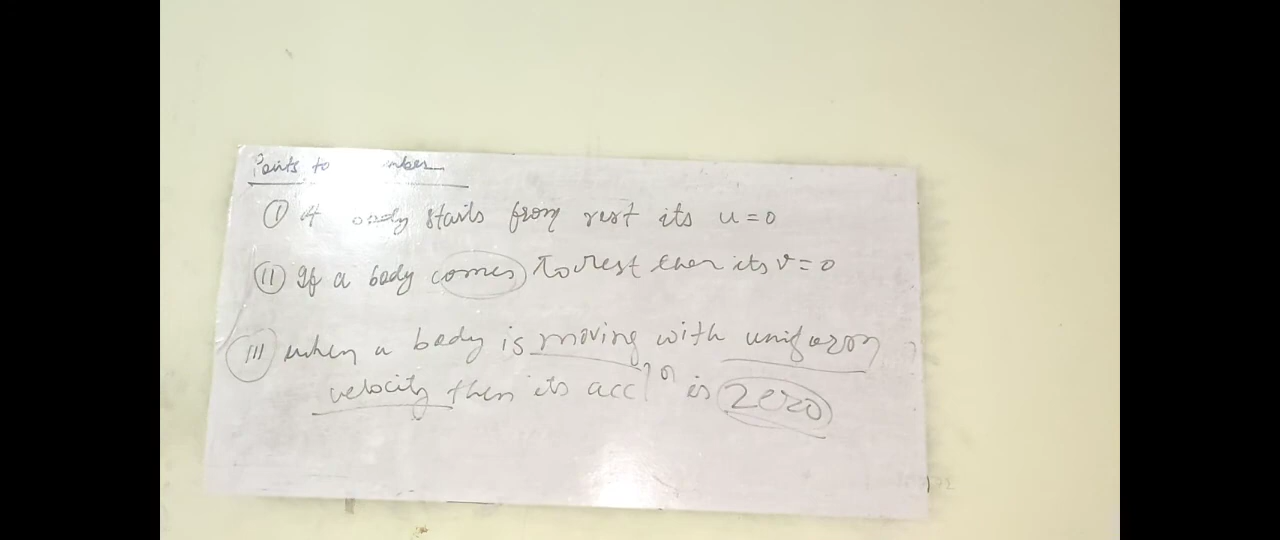 Points to
① If body starts from rest its u = 0
(II) If a body comes to rest then its v = 0
(III) when a body is moving with uniform
velocity then its accⁿ is zero